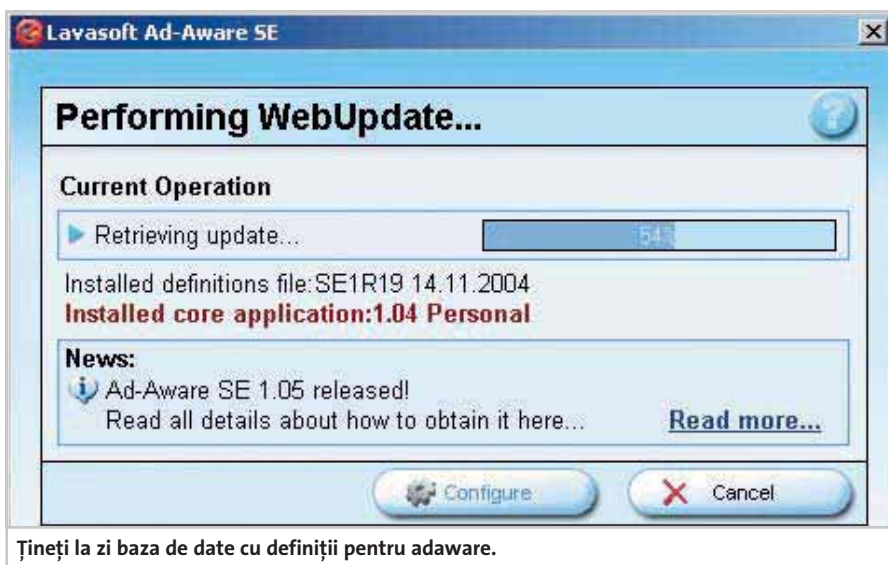 Lavasoft Ad-Aware SE
Performing WebUpdate...
Current Operation
Retrieving update...
54%
Installed definitions file:SE1R19 14.11.2004
Installed core application:1.04 Personal
News:
Ad-Aware SE 1.05 released!
Read all details about how to obtain it here... Read more...
Configure Cancel
Țineți la zi baza de date cu definiții pentru adaware.